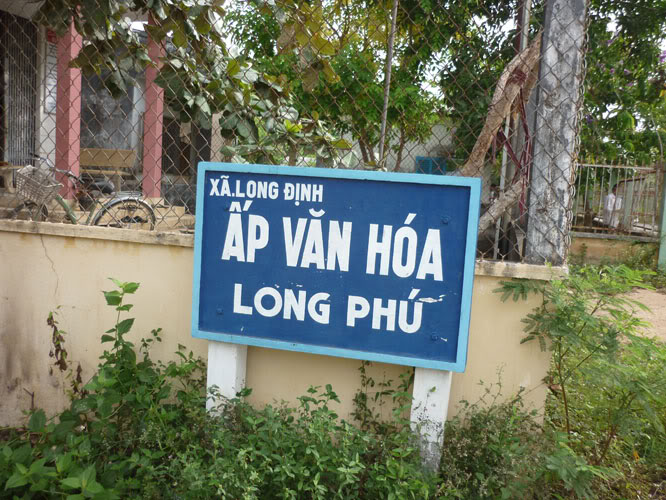 XÃ.LONG ĐỊNH
ẤP VĂN HÓA
LONG PHÚ